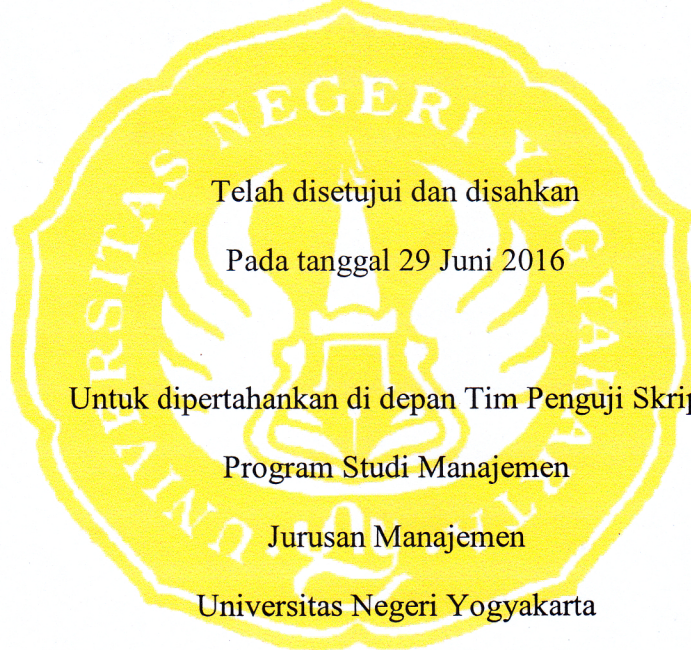 UNIVERSITAS NEGERI YOGYAKARTA
Telah disetujui dan disahkan
Pada tanggal 29 Juni 2016
Untuk dipertahankan di depan Tim Penguji Skrip
Program Studi Manajemen
Jurusan Manajemen
Universitas Negeri Yogyakarta